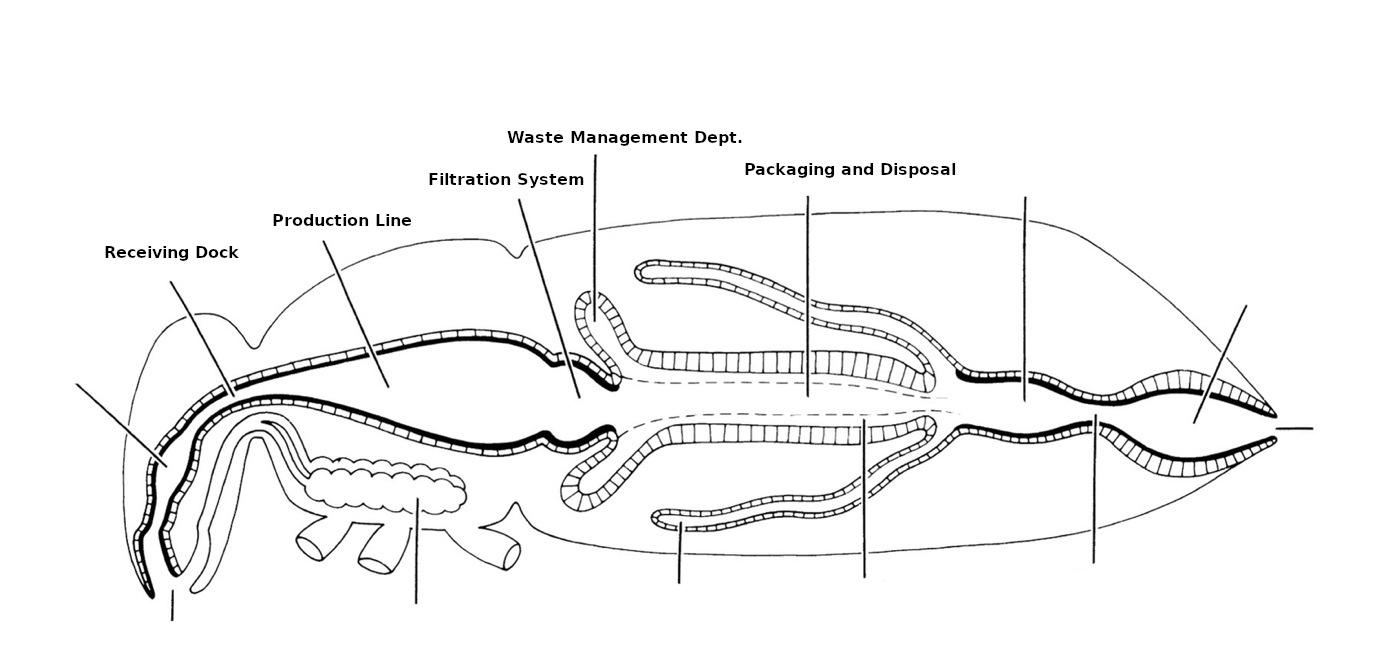 Waste Management Dept.
Packaging and Disposal
Filtration System
Production Line
Receiving Dock